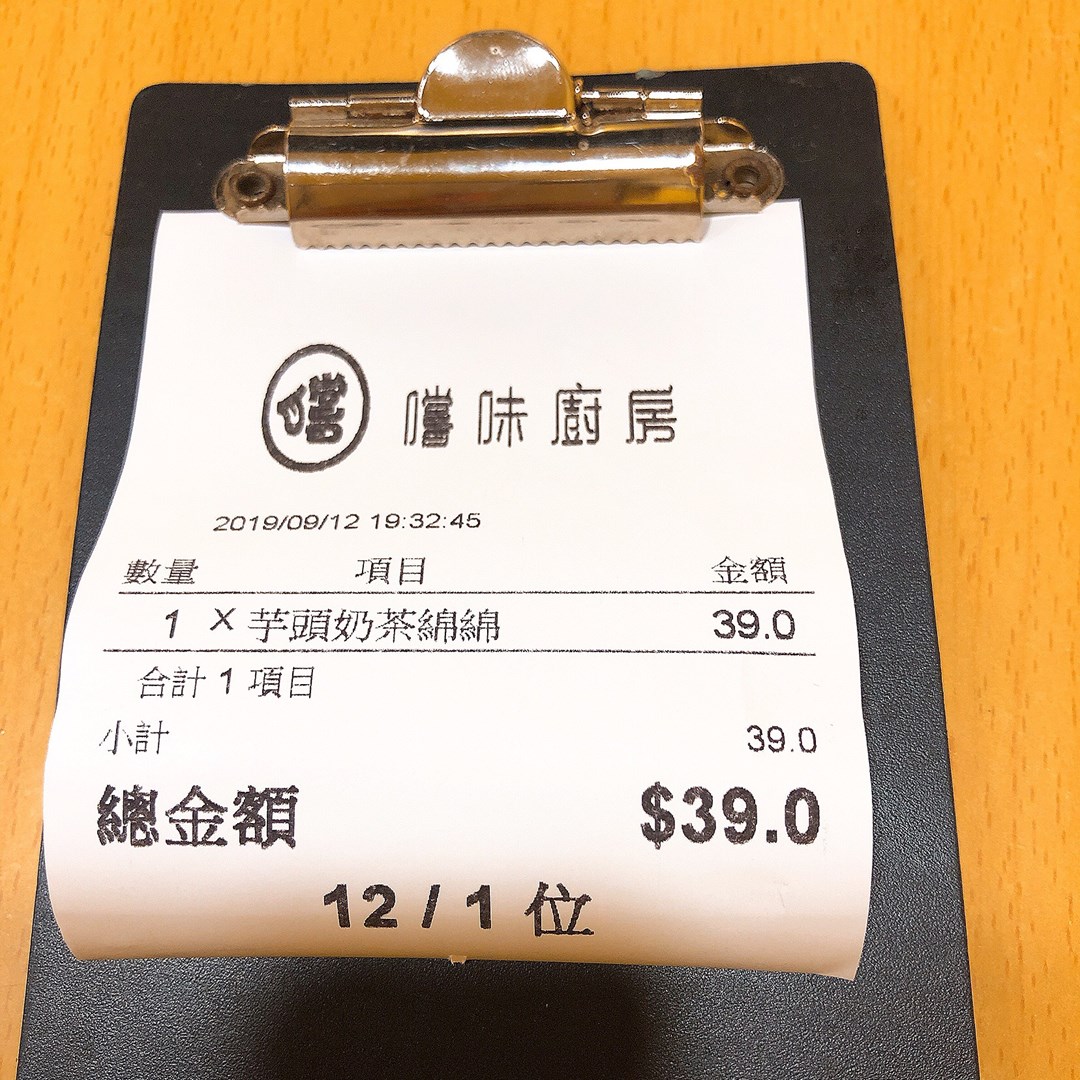 嚐 嚐味廚房
2019/09/12 19:32:45
數量 項目 金額
1 X 芋頭奶茶綿綿 39.0
合計 1 項目
小計 39.0
總金額 $39.0
12 / 1 位